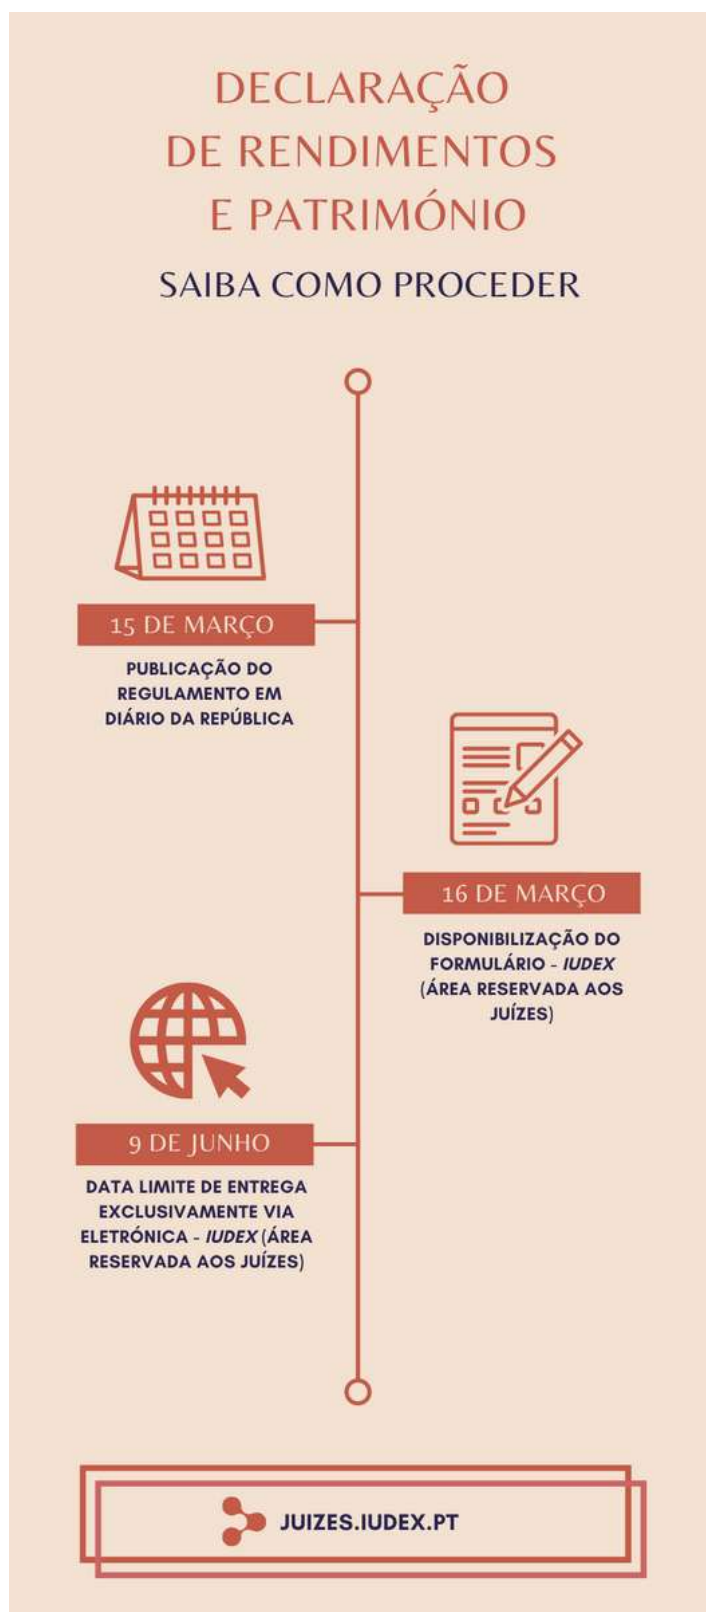 DECLARAÇÃO
DE RENDIMENTOS
E PATRIMÓNIO
SAIBA COMO PROCEDER
15 DE MARÇO
PUBLICAÇÃO DO
REGULAMENTO EM
DIÁRIO DA REPÚBLICA
16 DE MARÇO
DISPONIBILIZAÇÃO DO
FORMULÁRIO - IUDEX
(ÁREA RESERVADA AOS
JUÍZES)
9 DE JUNHO
DATA LIMITE DE ENTREGA
EXCLUSIVAMENTE VIA
ELETRÓNICA - IUDEX (ÁREA
RESERVADA AOS JUÍZES)
JUIZES.IUDEX.PT